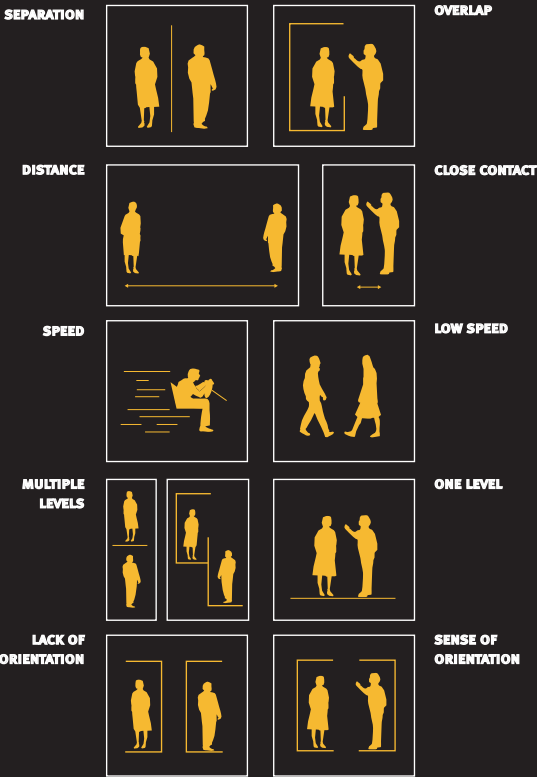 SEPARATION
OVERLAP
DISTANCE
CLOSE CONTACT
SPEED
LOW SPEED
MULTIPLE
LEVELS
ONE LEVEL
LACK OF
ORIENTATION
SENSE OF
ORIENTATION